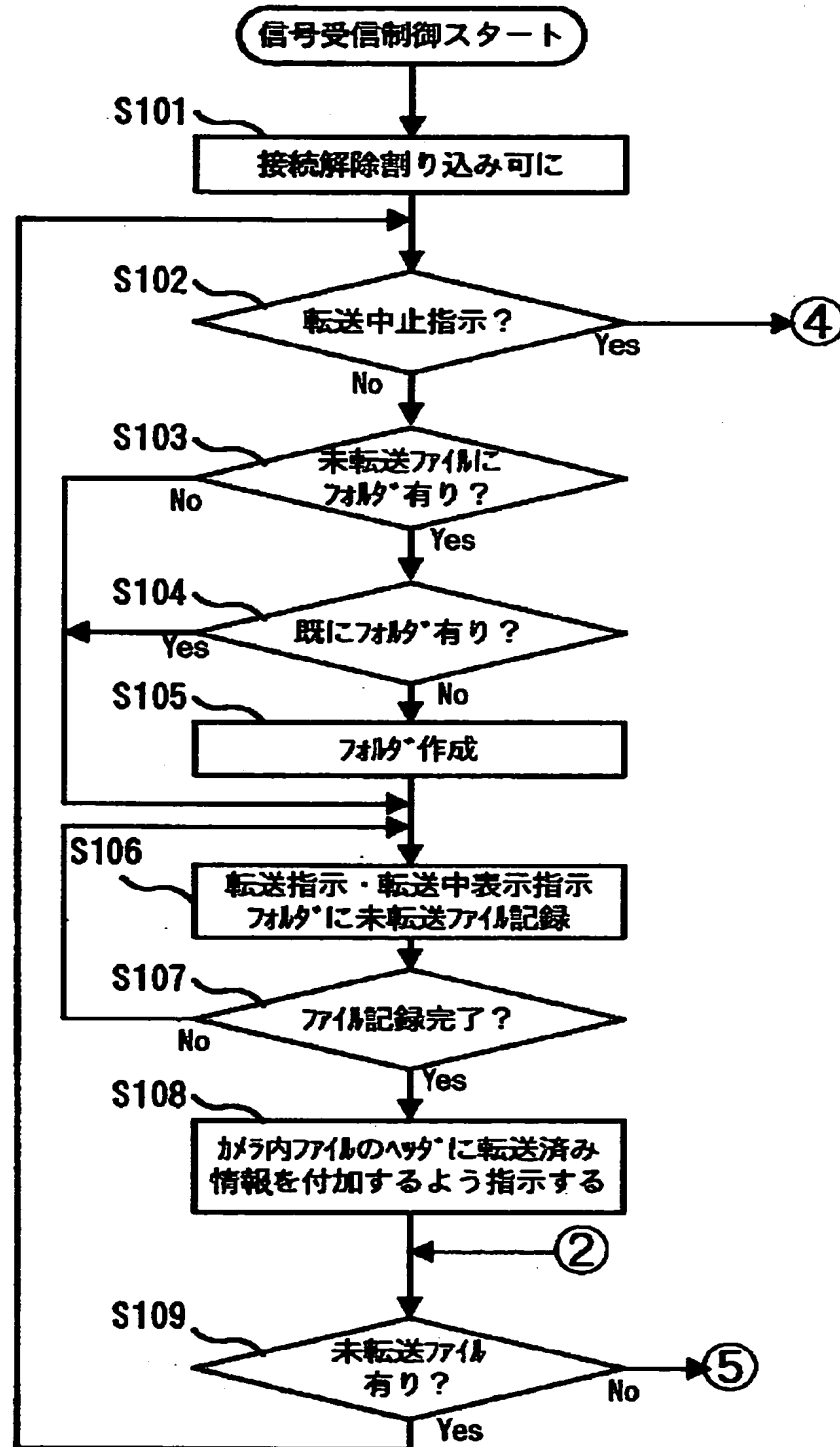 信号受信制御スタート
S101
接続解除割り込み可に
S102
転送中止指示？
Yes
④
No
S103
未転送ﾌｧｲﾙに
ﾌｫﾙﾀﾞ有り？
No
Yes
S104
既にﾌｫﾙﾀﾞ有り？
Yes
No
S105
ﾌｫﾙﾀﾞ作成
S106
転送指示・転送中表示指示
ﾌｫﾙﾀﾞに未転送ﾌｧｲﾙ記録
S107
ﾌｧｲﾙ記録完了？
No
Yes
S108
ｶﾒﾗ内ﾌｧｲﾙのﾍｯﾀﾞに転送済み
情報を付加するよう指示する
②
S109
未転送ﾌｧｲﾙ
有り？
No
⑤
Yes